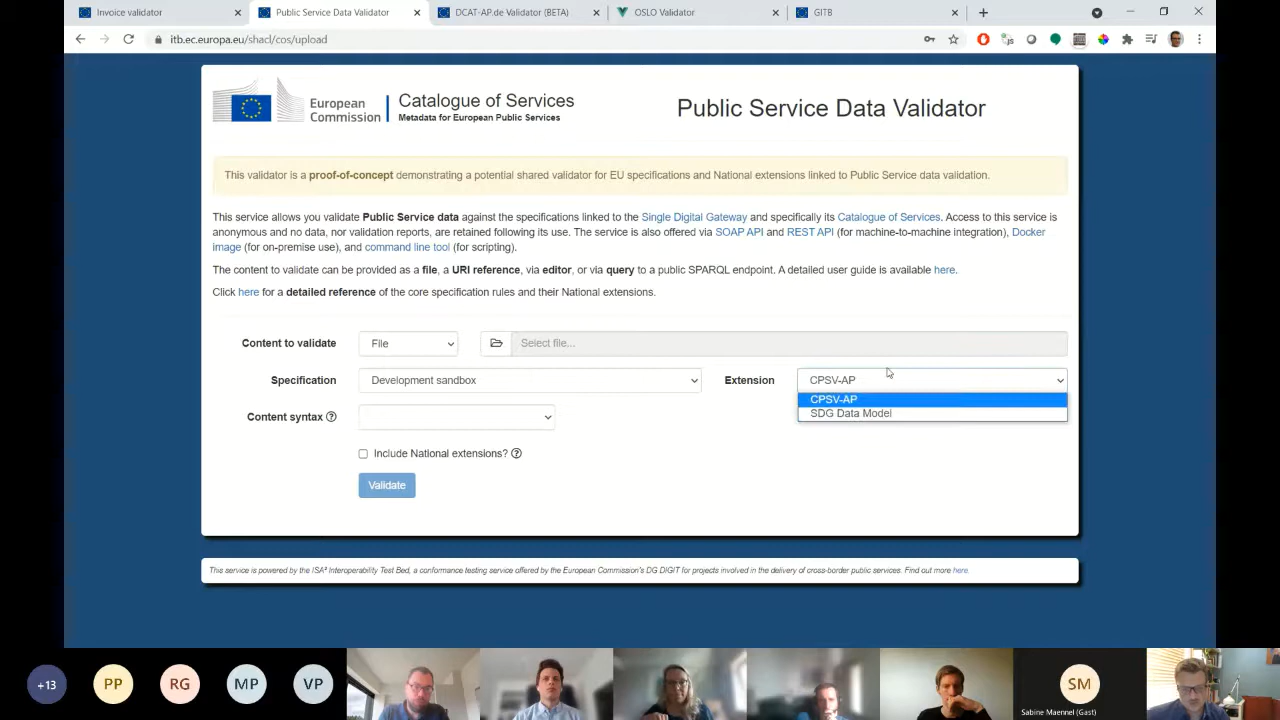 Invoice validator
Public Service Data Validator
DCAT-AP.de Validator (BETA)
OSLO Validator
GITB
itb.ec.europa.eu/shacl/cos/upload
European
Commission
Catalogue of Services
Metadata for European Public Services
Public Service Data Validator
This validator is a proof-of-concept demonstrating a potential shared validator for EU specifications and National extensions linked to Public Service data validation.
This service allows you validate Public Service data against the specifications linked to the Single Digital Gateway and specifically its Catalogue of Services. Access to this service is
anonymous and no data, nor validation reports, are retained following its use. The service is also offered via SOAP API and REST API (for machine-to-machine integration), Docker
image (for on-premise use), and command line tool (for scripting).
The content to validate can be provided as a file, a URI reference, via editor, or via query to a public SPARQL endpoint. A detailed user guide is available here.
Click here for a detailed reference of the core specification rules and their National extensions.
Content to validate File Select file...
Specification Development sandbox Extension CPSV-AP
CPSV-AP
SDG Data Model
Content syntax
Include National extensions?
Validate
This service is powered by the ISA² Interoperability Test Bed, a conformance testing service offered by the European Commission's DG DIGIT for projects involved in the delivery of cross-border public services. Find out more here.
+13 PP RG MP VP SM
Sabine Maennel (Gast)